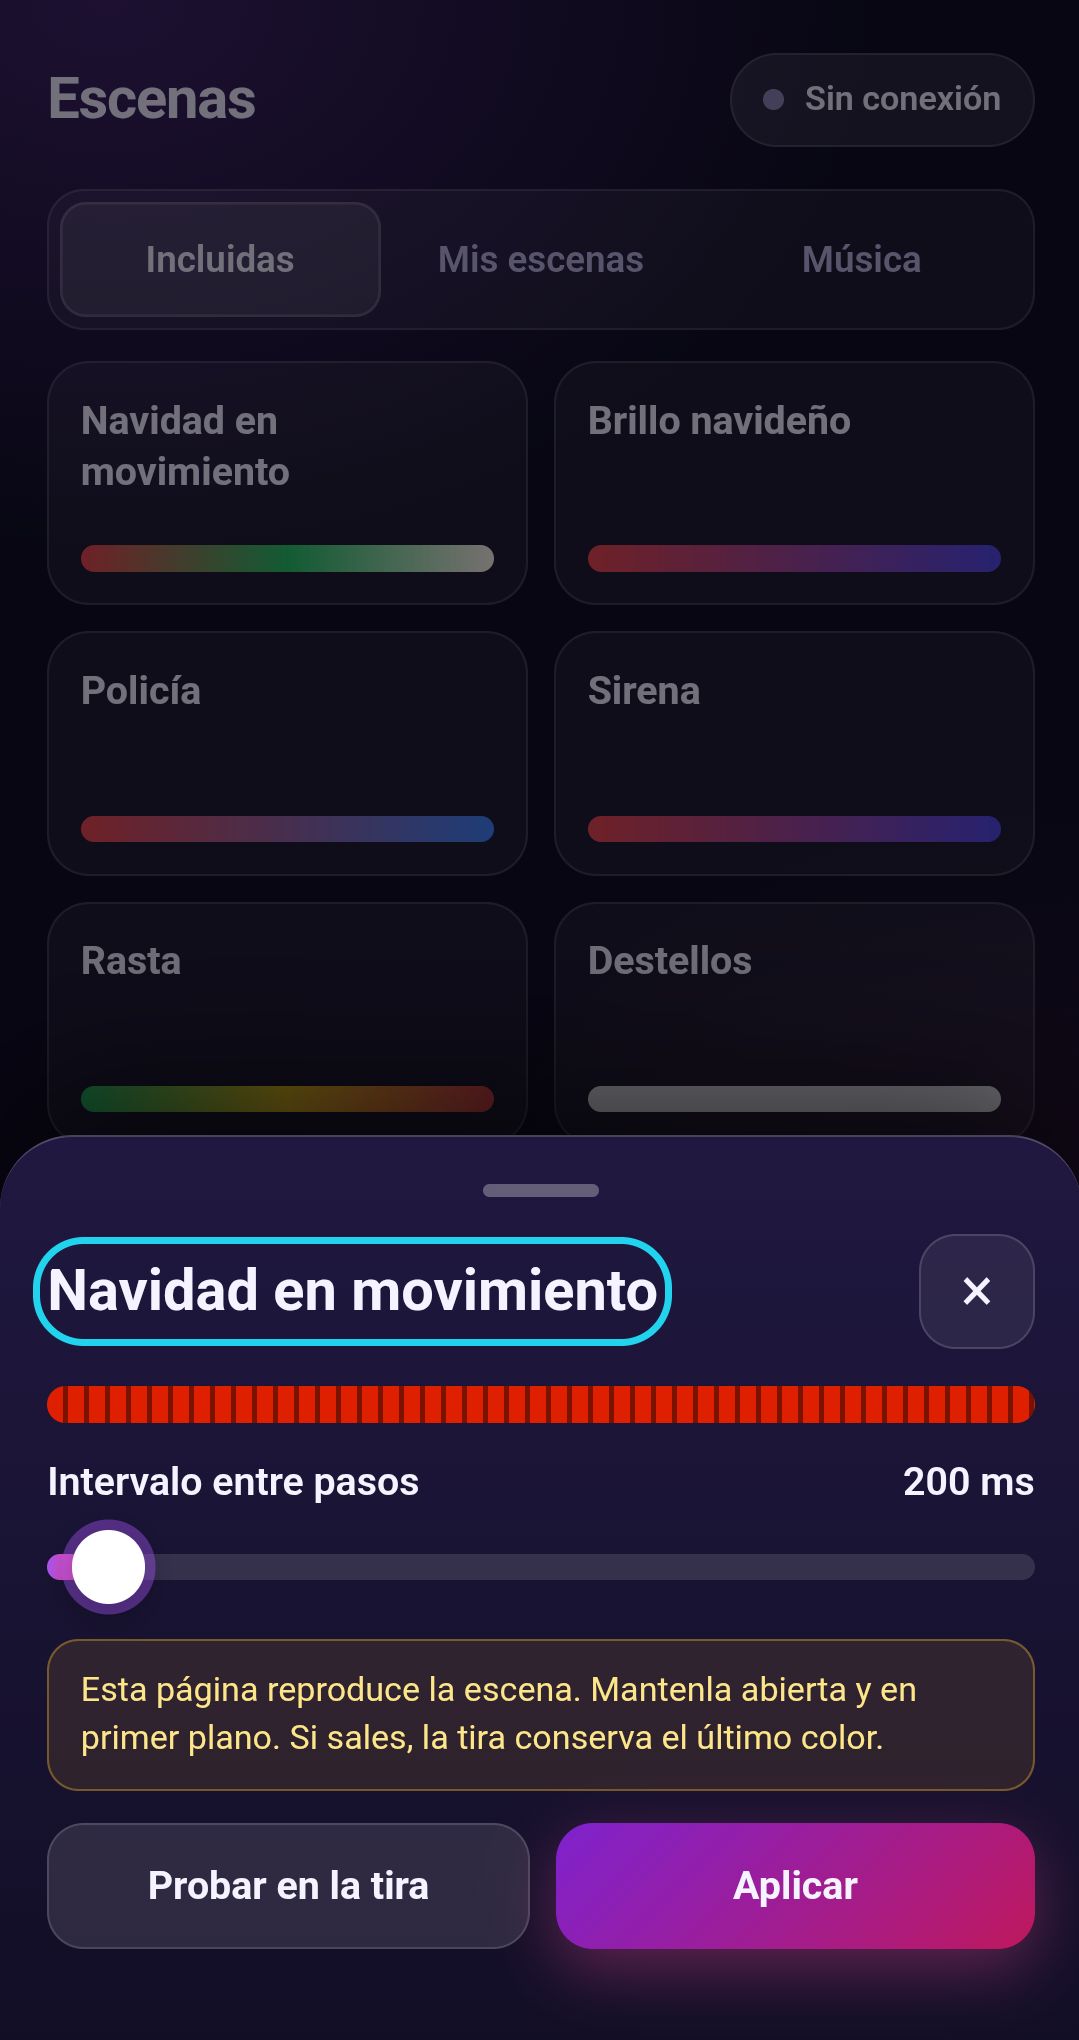 Escenas
Sin conexión
Incluidas
Mis escenas
Música
Navidad en
movimiento
Brillo navideño
Policía
Sirena
Rasta
Destellos
Navidad en movimiento
×
Intervalo entre pasos
200 ms
Esta página reproduce la escena. Mantenla abierta y en
primer plano. Si sales, la tira conserva el último color.
Probar en la tira
Aplicar